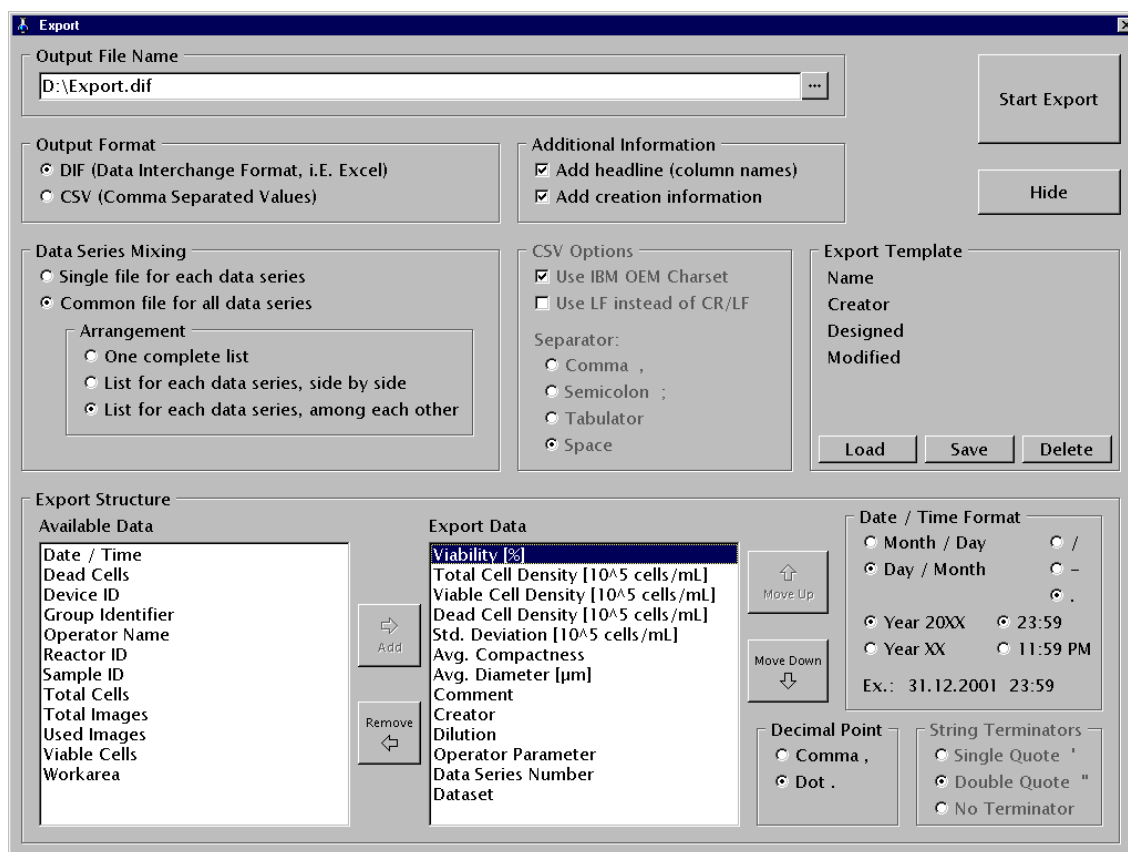 Export
Output File Name
D:\Export.dif
...
Start Export
Output Format
DIF (Data Interchange Format, i.E. Excel)
CSV (Comma Separated Values)
Additional Information
Add headline (column names)
Add creation information
Hide
Data Series Mixing
Single file for each data series
Common file for all data series
Arrangement
One complete list
List for each data series, side by side
List for each data series, among each other
CSV Options
Use IBM OEM Charset
Use LF instead of CR/LF
Separator:
Comma ,
Semicolon ;
Tabulator
Space
Export Template
Name
Creator
Designed
Modified
Load
Save
Delete
Export Structure
Available Data
Date / Time
Dead Cells
Device ID
Group Identifier
Operator Name
Reactor ID
Sample ID
Total Cells
Total Images
Used Images
Viable Cells
Workarea
Add
Remove
Export Data
Viability [%]
Total Cell Density [10^5 cells/mL]
Viable Cell Density [10^5 cells/mL]
Dead Cell Density [10^5 cells/mL]
Std. Deviation [10^5 cells/mL]
Avg. Compactness
Avg. Diameter [µm]
Comment
Creator
Dilution
Operator Parameter
Data Series Number
Dataset
Move Up
Move Down
Date / Time Format
Month / Day /
Day / Month -
.
Year 20XX 23:59
Year XX 11:59 PM
Ex.: 31.12.2001 23:59
Decimal Point
Comma ,
Dot .
String Terminators
Single Quote '
Double Quote "
No Terminator